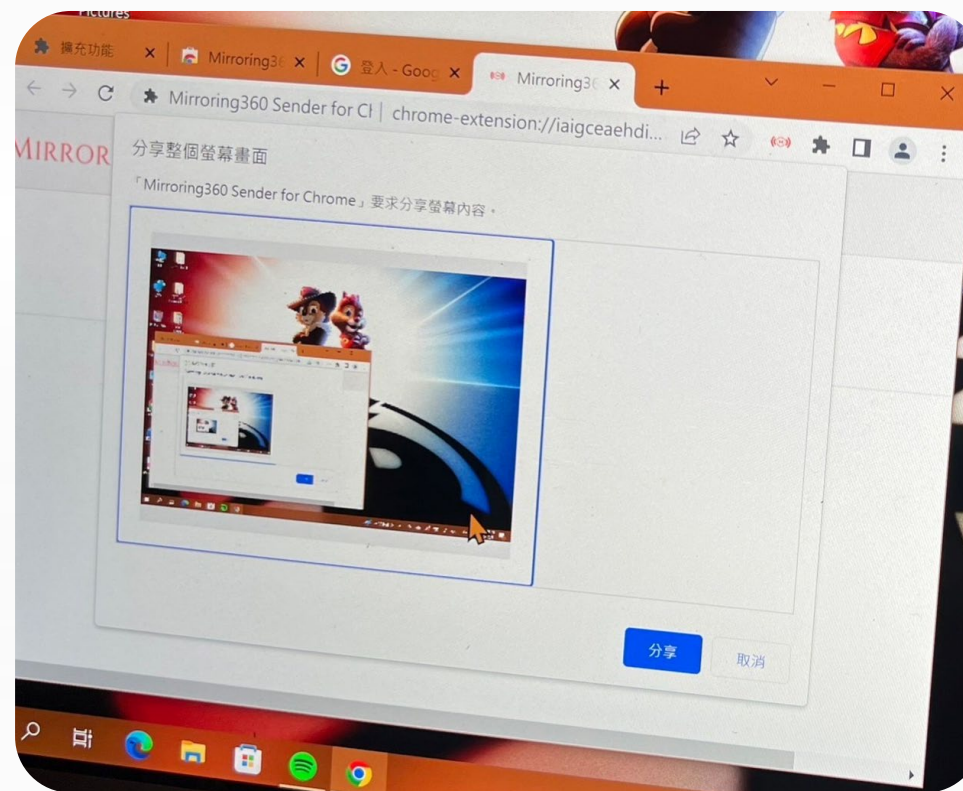 Pictures
擴充功能
Mirroring36
登入 - Goog
Mirroring36
Mirroring360 Sender for Ch | chrome-extension://iaigceaehdi...
MIRROR
分享整個螢幕畫面
「Mirroring360 Sender for Chrome」要求分享螢幕內容。
分享
取消